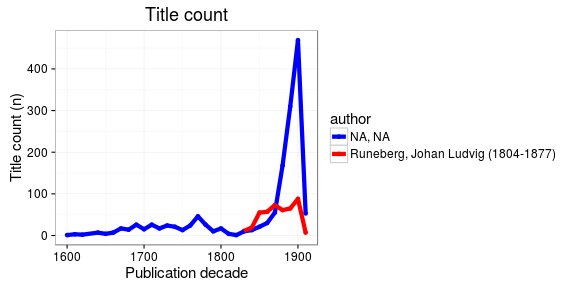 Title count
Title count (n)
400
300
200
100
0
1600
1700
1800
1900
Publication decade
author
NA, NA
Runeberg, Johan Ludvig (1804-1877)